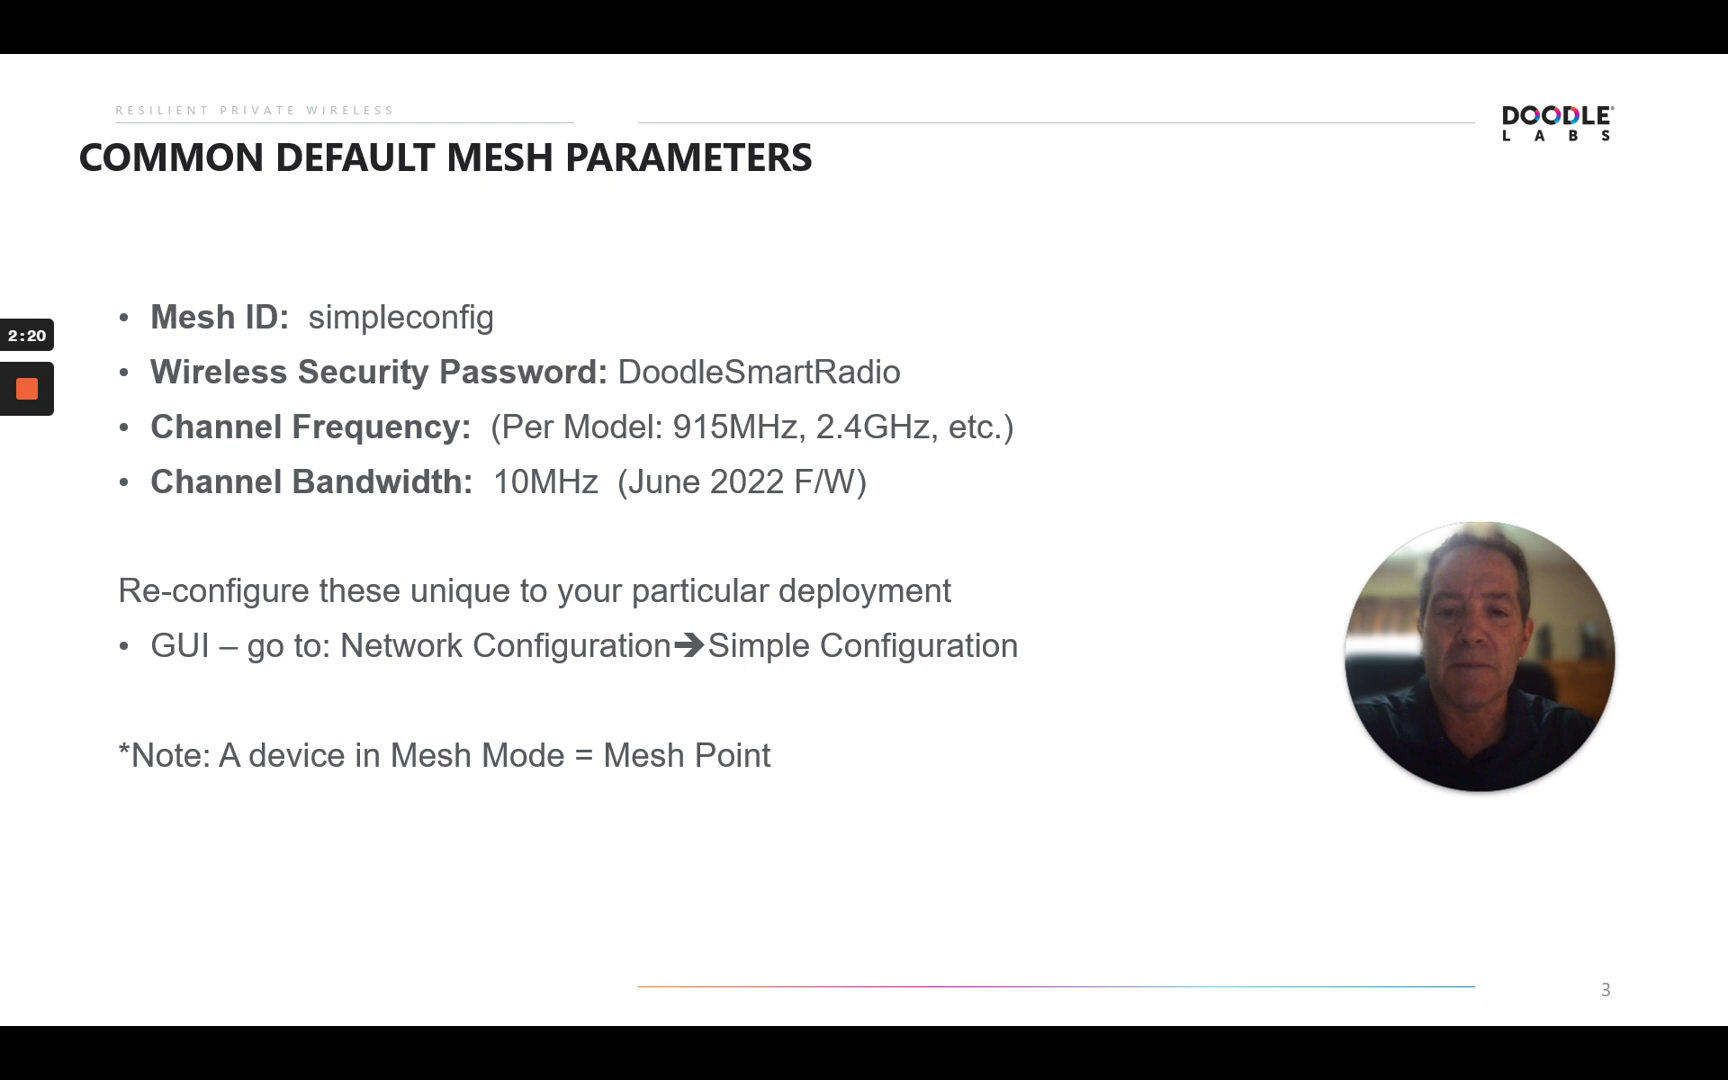 RESILIENT PRIVATE WIRELESS
DOODLE
LABS
COMMON DEFAULT MESH PARAMETERS
• Mesh ID: simpleconfig
2:20
• Wireless Security Password: DoodleSmartRadio
• Channel Frequency: (Per Model: 915MHz, 2.4GHz, etc.)
• Channel Bandwidth: 10MHz (June 2022 F/W)
Re-configure these unique to your particular deployment
• GUI – go to: Network Configuration➔Simple Configuration
*Note: A device in Mesh Mode = Mesh Point
3